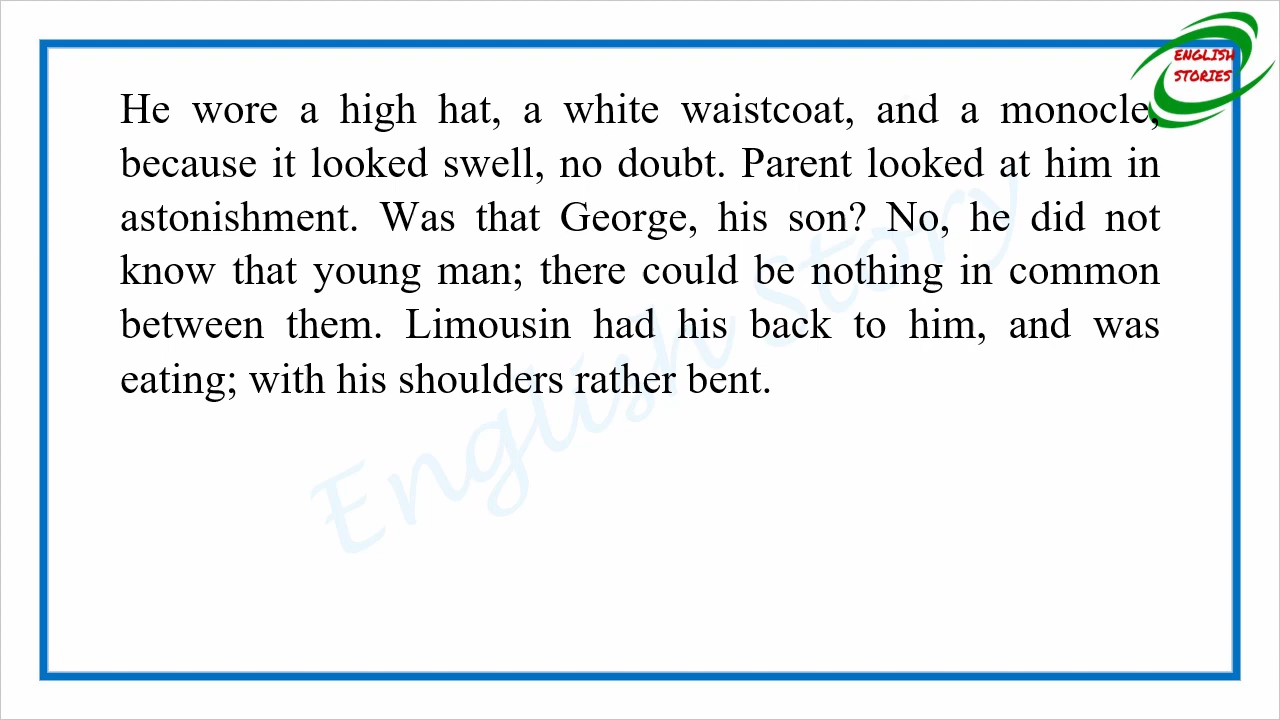 ENGLISH
STORIES
He wore a high hat, a white waistcoat, and a monocle,
because it looked swell, no doubt. Parent looked at him in
astonishment. Was that George, his son? No, he did not
know that young man; there could be nothing in common
between them. Limousin had his back to him, and was
eating; with his shoulders rather bent.
English Story